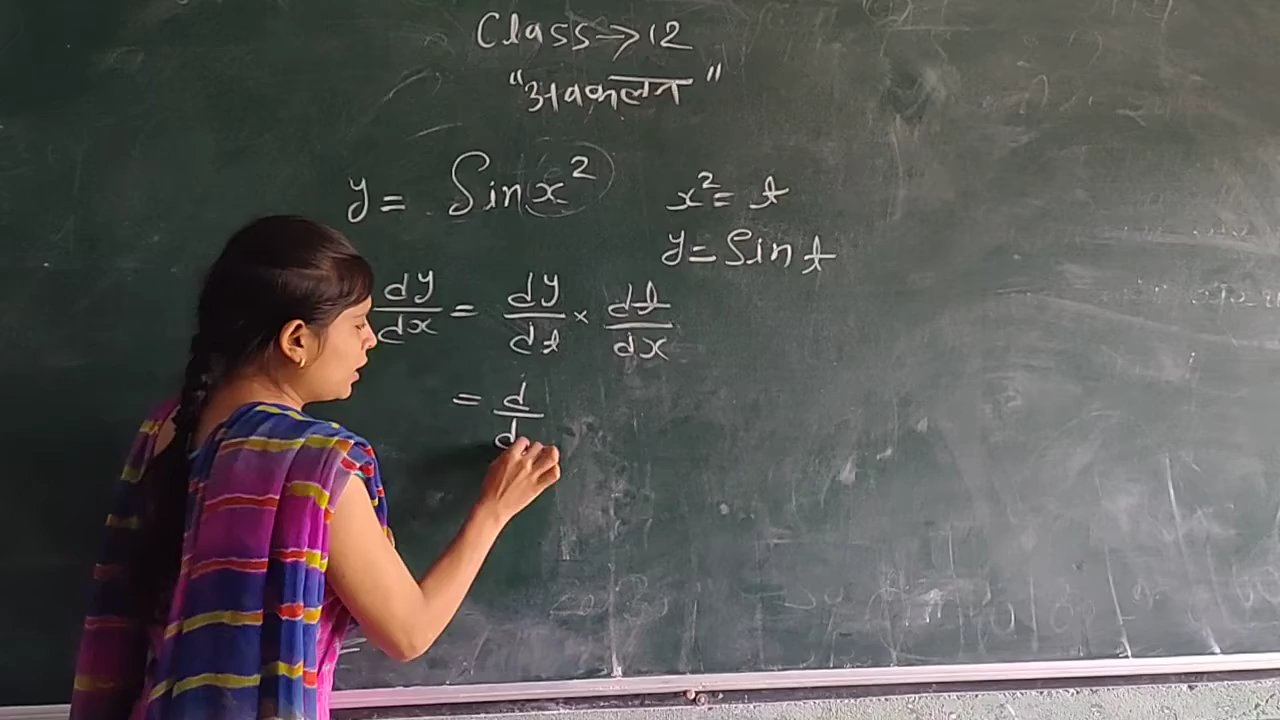 Class → 12
"अवकलन"
y = Sin x²
x² = t
y = Sin t
dy/dx = dy/dt × dt/dx
= d/d